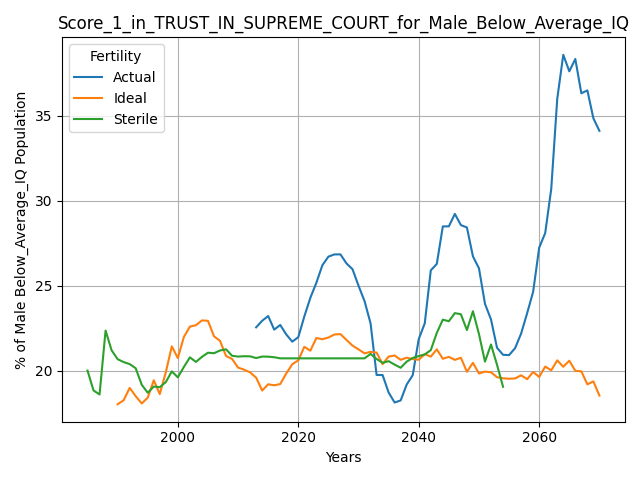 Score_1_in_TRUST_IN_SUPREME_COURT_for_Male_Below_Average_IQ
Fertility
Actual
Ideal
Sterile
% of Male Below_Average_IQ Population
35
30
25
20
2000
2020
2040
2060
Years